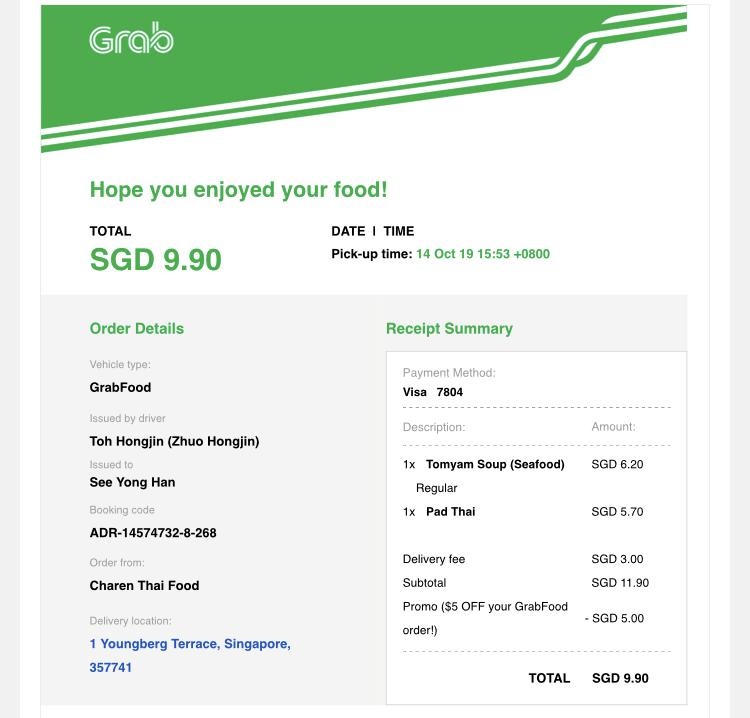 Grab
Hope you enjoyed your food!
TOTAL
SGD 9.90
DATE | TIME
Pick-up time: 14 Oct 19 15:53 +0800
Order Details
Vehicle type:
GrabFood
Issued by driver
Toh Hongjin (Zhuo Hongjin)
Issued to
See Yong Han
Booking code
ADR-14574732-8-268
Order from:
Charen Thai Food
Delivery location:
1 Youngberg Terrace, Singapore,
357741
Receipt Summary
Payment Method:
Visa 7804
Description: Amount:
1x Tomyam Soup (Seafood) SGD 6.20
Regular
1x Pad Thai SGD 5.70
Delivery fee SGD 3.00
Subtotal SGD 11.90
Promo ($5 OFF your GrabFood
order!) - SGD 5.00
TOTAL SGD 9.90